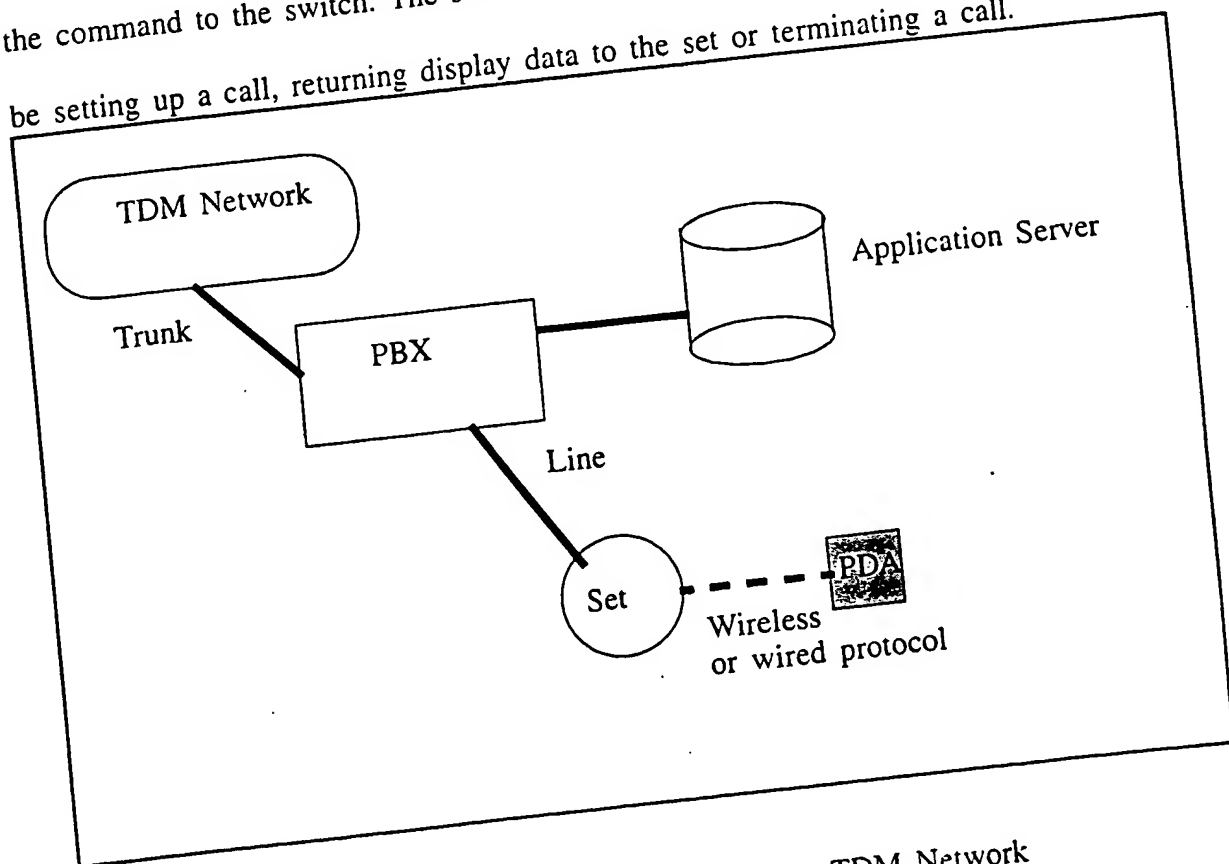 the command to the switch. The
be setting up a call, returning display data to the set or terminating a call.
TDM Network
Application Server
Trunk
PBX
Line
Set
PDA
Wireless
or wired protocol
TDM Network